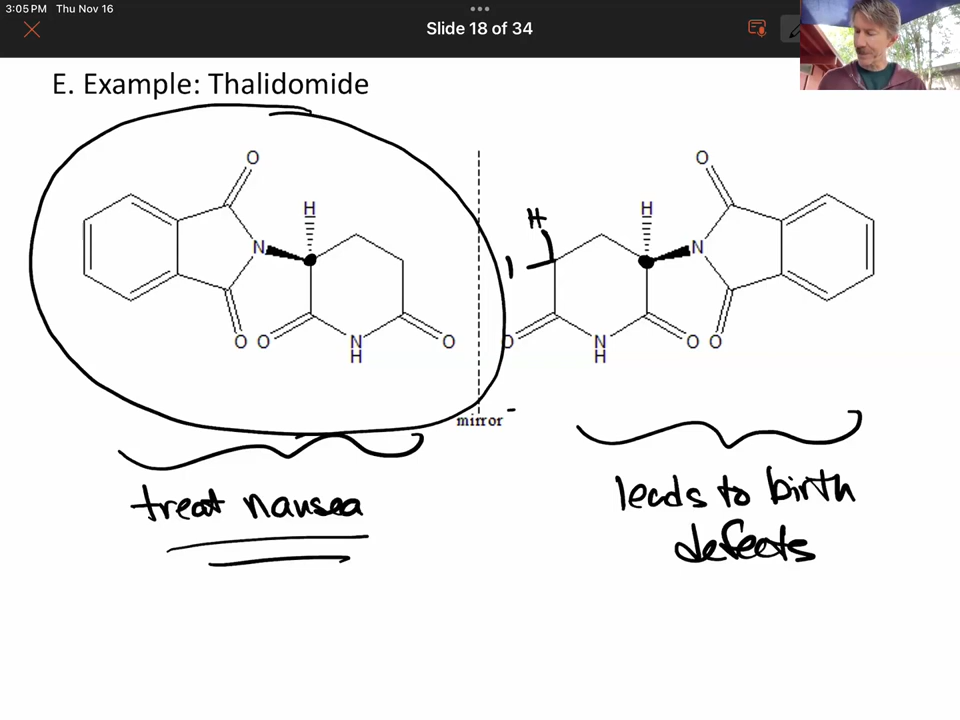 3:05 PM Thu Nov 16
Slide 18 of 34
E. Example: Thalidomide
O
O
H
H
H
N
N
O
O
N
H
O
O
N
H
O
O
mirror
treat nausea
leads to birth
defects